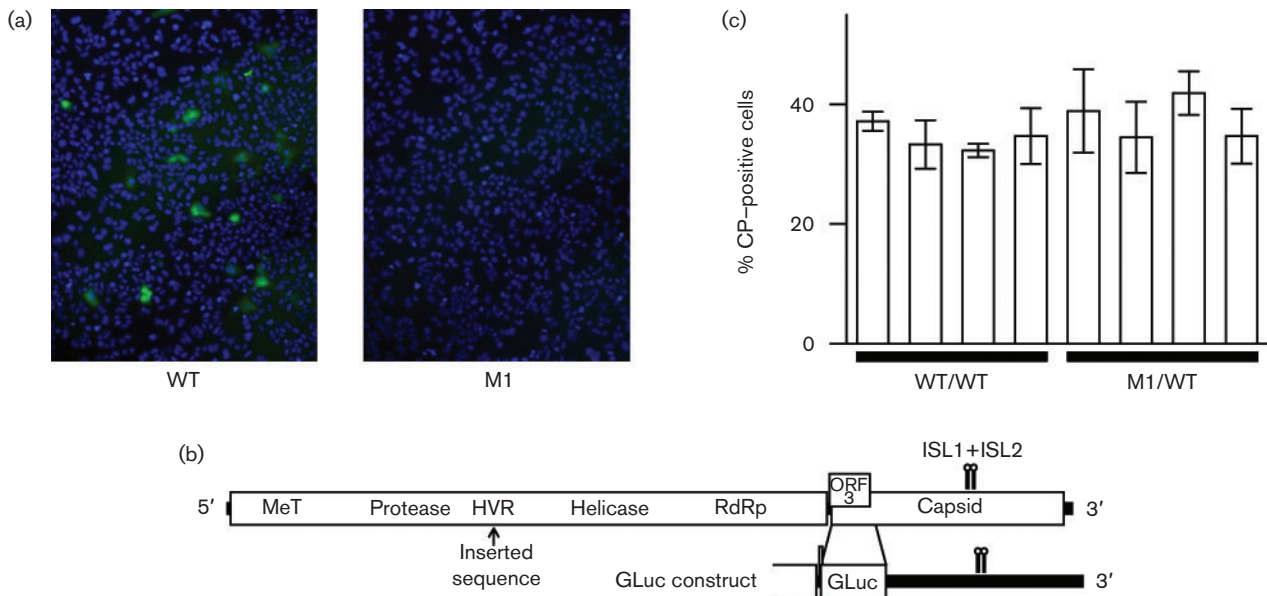 (a)
WT
M1
(c)
% CP–positive cells
40
20
0
WT/WT
M1/WT
(b)
ISL1+ISL2
5′
MeT
Protease
HVR
Helicase
RdRp
ORF
3
Capsid
3′
Inserted
sequence
GLuc construct
GLuc
3′